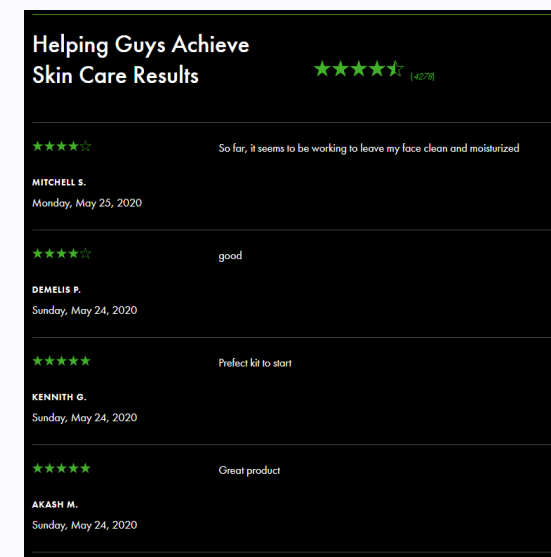 Helping Guys Achieve
Skin Care Results
(4278)
So far, it seems to be working to leave my face clean and moisturized
MITCHELL S.
Monday, May 25, 2020
good
DEMELIS P.
Sunday, May 24, 2020
Prefect kit to start
KENNITH G.
Sunday, May 24, 2020
Great product
AKASH M.
Sunday, May 24, 2020